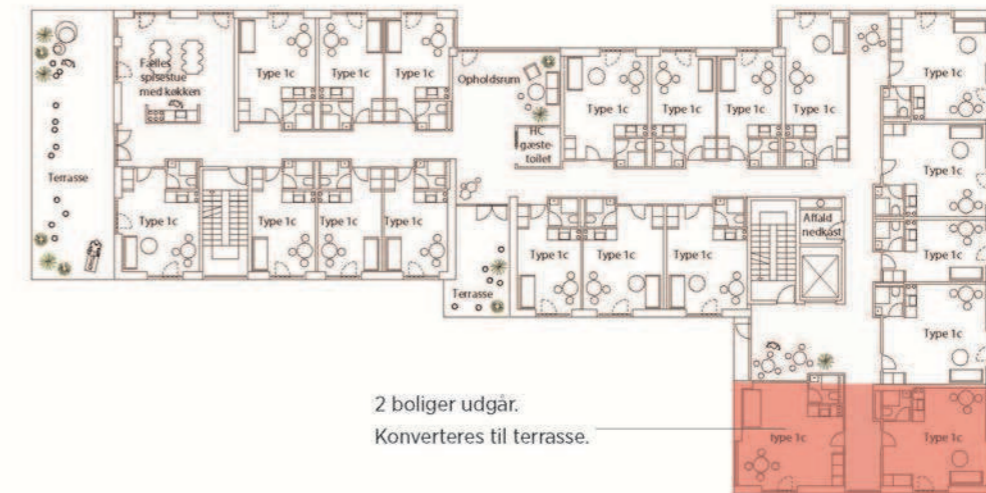 Fælles
spisestue
med køkken
Type 1c
Type 1c
Type 1c
Opholdsrum
HC
gæste-
toilet
Type 1c
Type 1c
Type 1c
Type 1c
Type 1c
Terrasse
Type 1c
Type 1c
Type 1c
Type 1c
Type 1c
Type 1c
Type 1c
Type 1c
Affald
nedkast
Type 1c
Terrasse
Type 1c
2 boliger udgår.
Konverteres til terrasse.
Type 1c
Type 1c